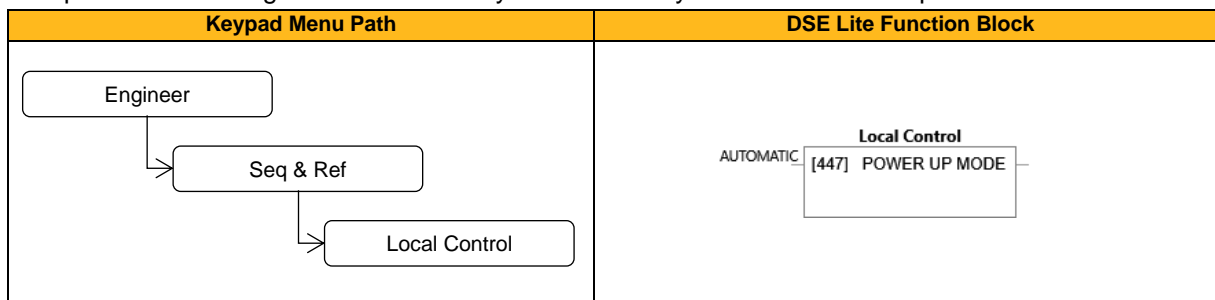 Keypad Menu Path
DSE Lite Function Block
Engineer
Seq & Ref
Local Control
Local Control
AUTOMATIC
[447] POWER UP MODE